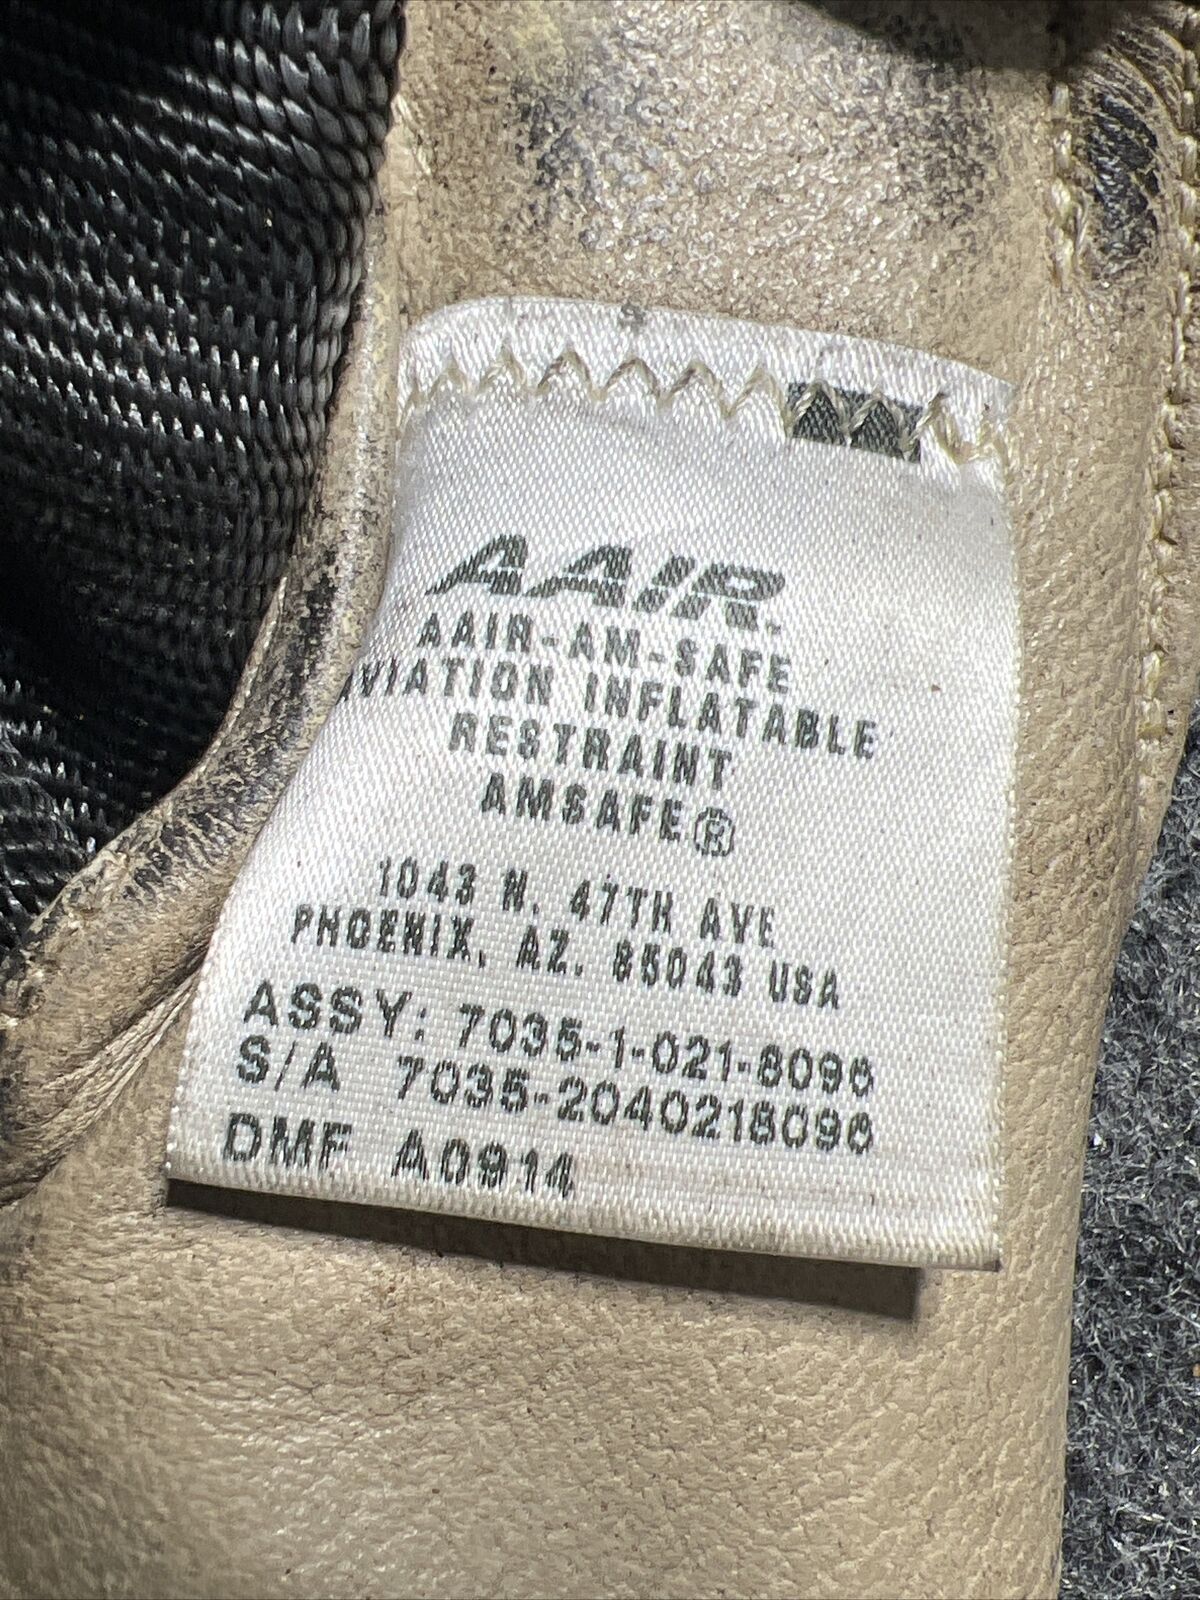 AAIR.
AAIR-AM-SAFE
AVIATION INFLATABLE
RESTRAINT
AMSAFE®
1043 N. 47TH AVE
PHOENIX, AZ. 85043 USA
ASSY: 7035-1-021-8096
S/A 7035-2040218096
DMF A0914